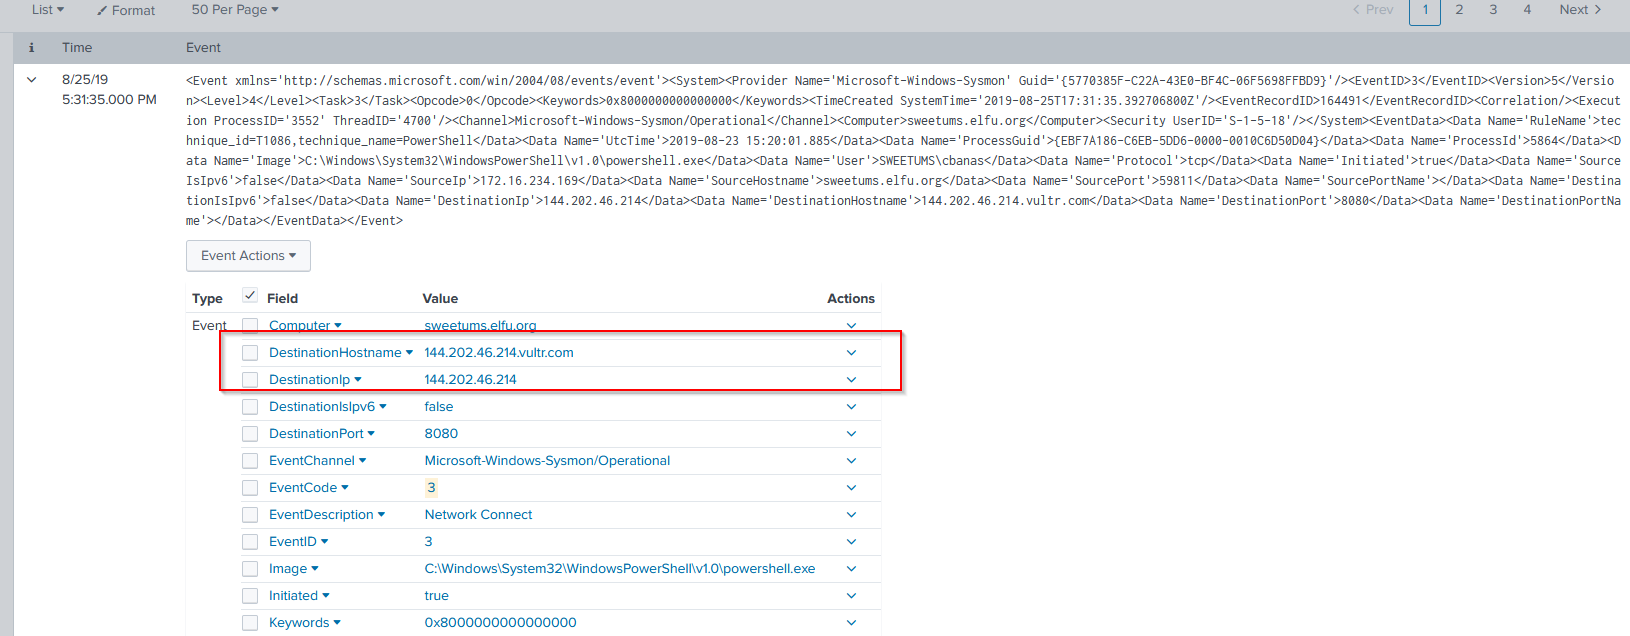 List 50 Per Page Format < Prev 1 2 3 4 Next >
i Time Event
8/25/19 5:31:35.000 PM
<Event xmlns='http://schemas.microsoft.com/win/2004/08/events/event'><System><Provider Name='Microsoft-Windows-Sysmon' Guid='{5770385F-C22A-43E0-BF4C-06F5698FFBD9}'/><EventID>3</EventID><Version>5</Versio
n><Level>4</Level><Task>3</Task><Opcode>0</Opcode><Keywords>0x8000000000000000</Keywords><TimeCreated SystemTime='2019-08-25T17:31:35.392706800Z'/><EventRecordID>164491</EventRecordID><Correlation/><Execut
ion ProcessID='3552' ThreadID='4700'/><Channel>Microsoft-Windows-Sysmon/Operational</Channel><Computer>sweetums.elfu.org</Computer><Security UserID='S-1-5-18'/></System><EventData><Data Name='RuleName'>tec
hnique_id=T1086,technique_name=PowerShell</Data><Data Name='UtcTime'>2019-08-23 15:20:01.885</Data><Data Name='ProcessGuid'>{EBF7A186-C6EB-5DD6-0000-0010C6D50D04}</Data><Data Name='ProcessId'>5864</Data><D
ata Name='Image'>C:\Windows\System32\WindowsPowerShell\v1.0\powershell.exe</Data><Data Name='User'>SWEETUMS\cbanas</Data><Data Name='Protocol'>tcp</Data><Data Name='Initiated'>true</Data><Data Name='Source
IsIpv6'>false</Data><Data Name='SourceIp'>172.16.234.169</Data><Data Name='SourceHostname'>sweetums.elfu.org</Data><Data Name='SourcePort'>59811</Data><Data Name='SourcePortName'></Data><Data Name='Destina
tionIsIpv6'>false</Data><Data Name='DestinationIp'>144.202.46.214</Data><Data Name='DestinationHostname'>144.202.46.214.vultr.com</Data><Data Name='DestinationPort'>8080</Data><Data Name='DestinationPortNa
me'></Data></EventData></Event>
Event Actions
Type Field Value Actions
Event Computer sweetums.elfu.org
DestinationHostname 144.202.46.214.vultr.com
DestinationIp 144.202.46.214
DestinationIsIpv6 false
DestinationPort 8080
EventChannel Microsoft-Windows-Sysmon/Operational
EventCode 3
EventDescription Network Connect
EventID 3
Image C:\Windows\System32\WindowsPowerShell\v1.0\powershell.exe
Initiated true
Keywords 0x8000000000000000